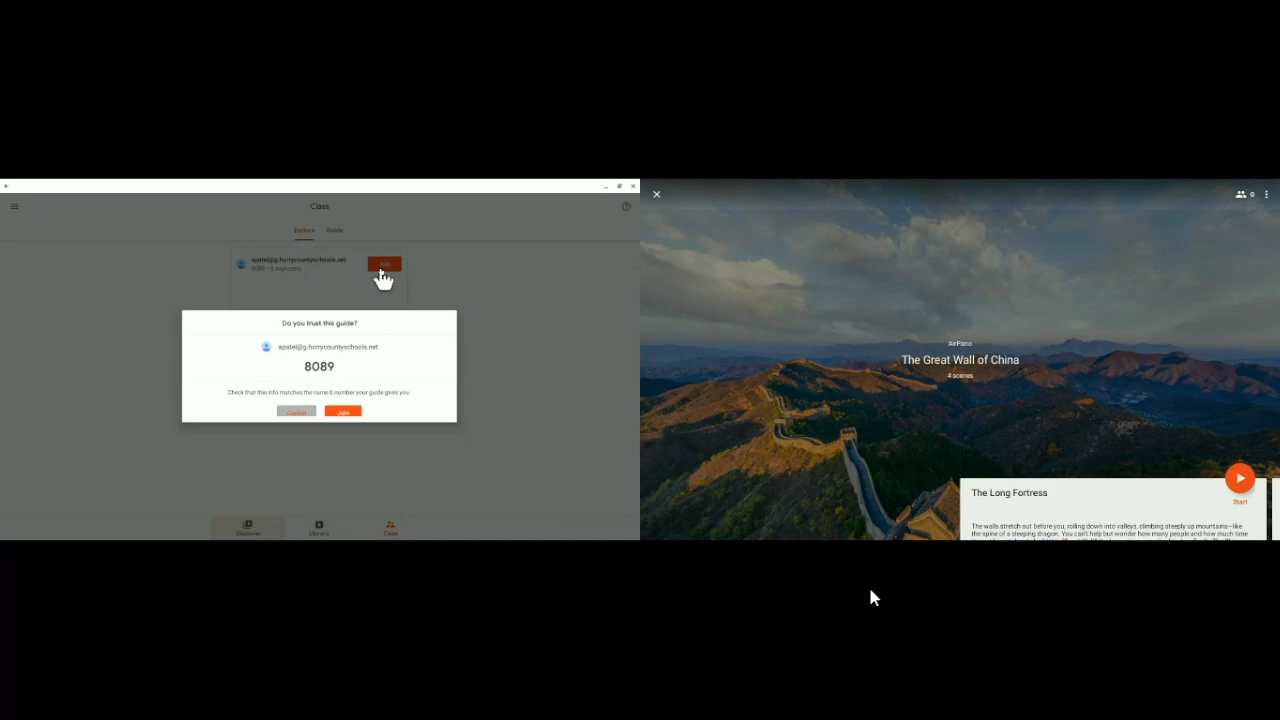 Class
Explore
Guide
apatel@g.horrycountyschools.net
8089 - 0 explorers
Join
Do you trust this guide?
apatel@g.horrycountyschools.net
8089
Check that this info matches the name & number your guide gives you.
Cancel
Join
Discover
Library
Class
0
AirPano
The Great Wall of China
4 scenes
The Long Fortress
Start
The walls stretch out before you, rolling down into valleys, climbing steeply up mountains—like
the spine of a sleeping dragon. You can't help but wonder how many people and how much time